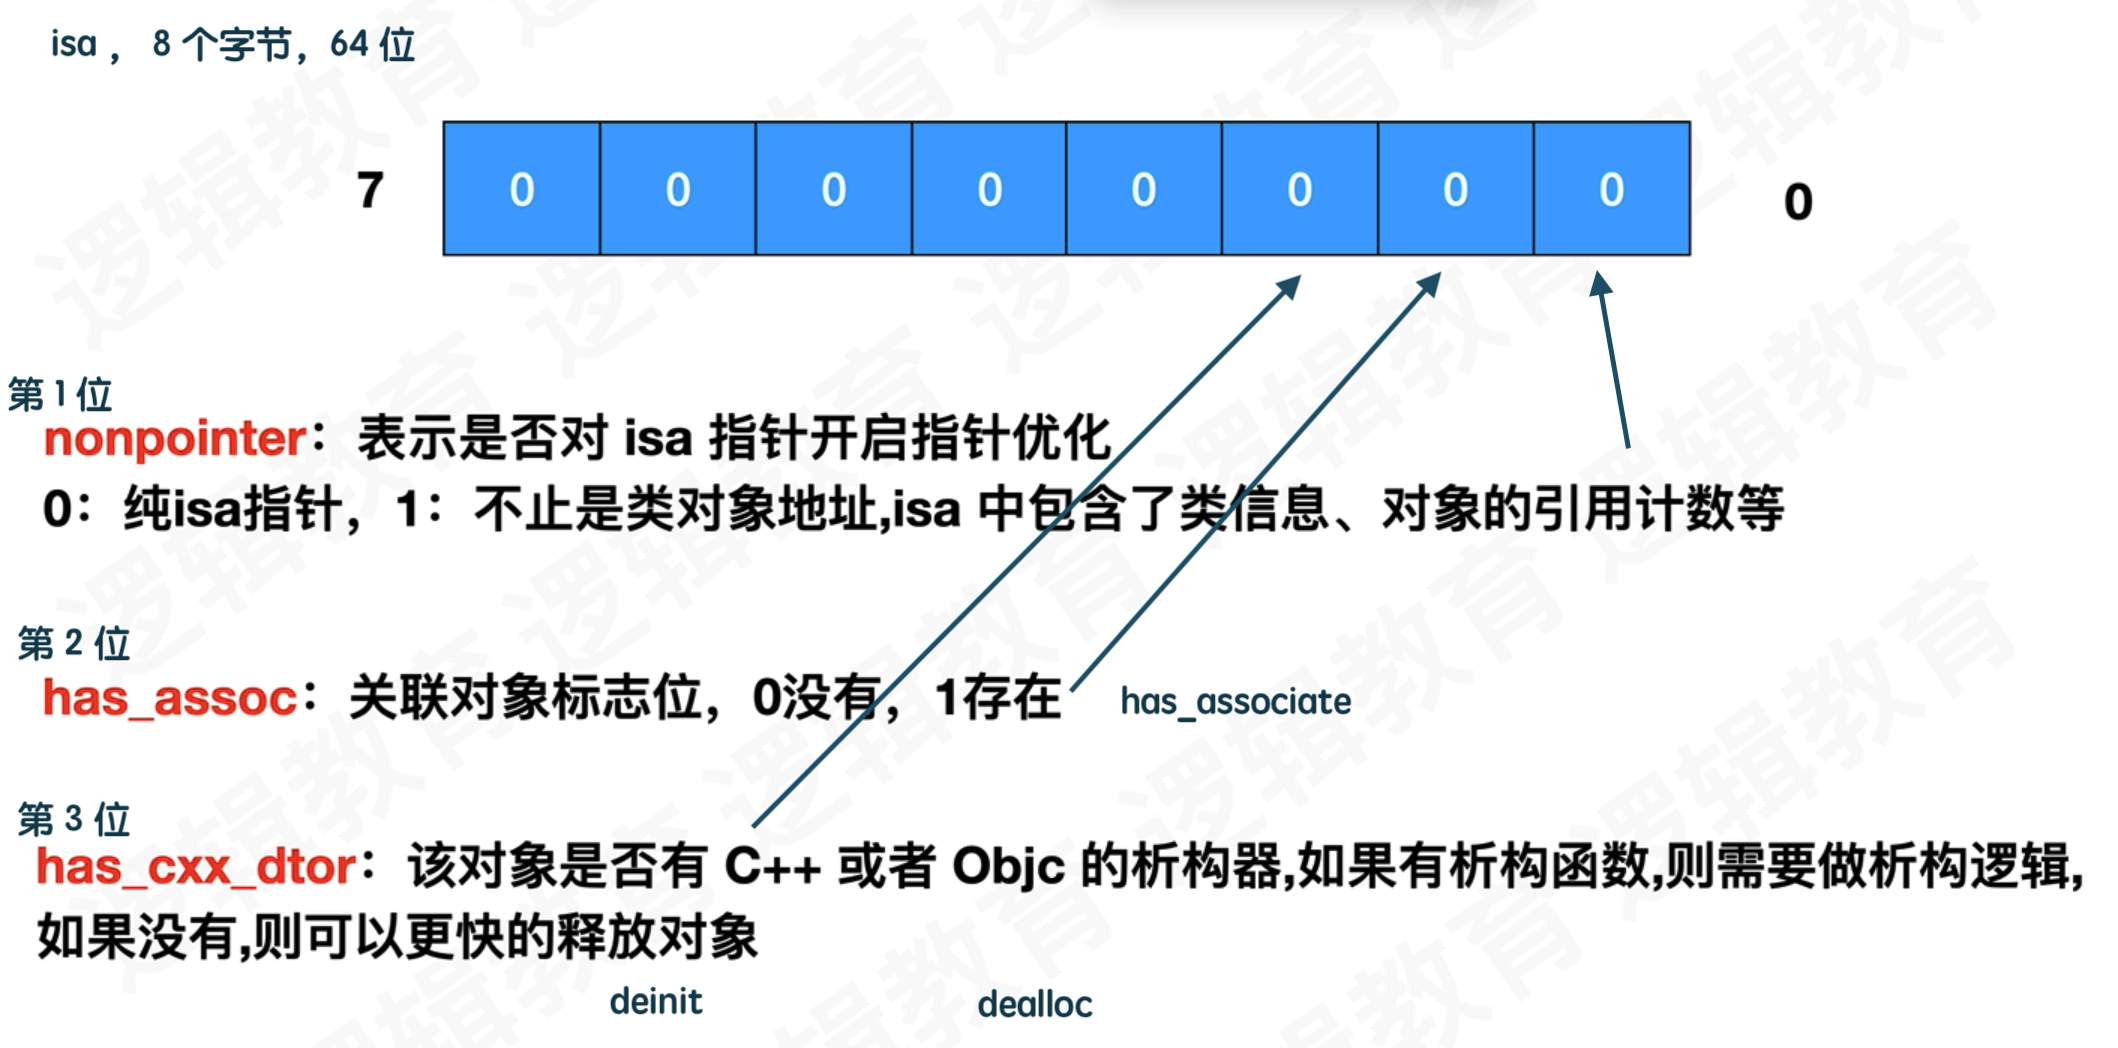 isa ， 8 个字节，64 位
7 0 0 0 0 0 0 0 0 0
第 1 位
nonpointer：表示是否对 isa 指针开启指针优化
0：纯isa指针，1：不止是类对象地址,isa 中包含了类信息、对象的引用计数等
第 2 位
has_assoc：关联对象标志位，0没有，1存在 has_associate
第 3 位
has_cxx_dtor：该对象是否有 C++ 或者 Objc 的析构器,如果有析构函数,则需要做析构逻辑,
如果没有,则可以更快的释放对象
deinit dealloc
逻辑教育